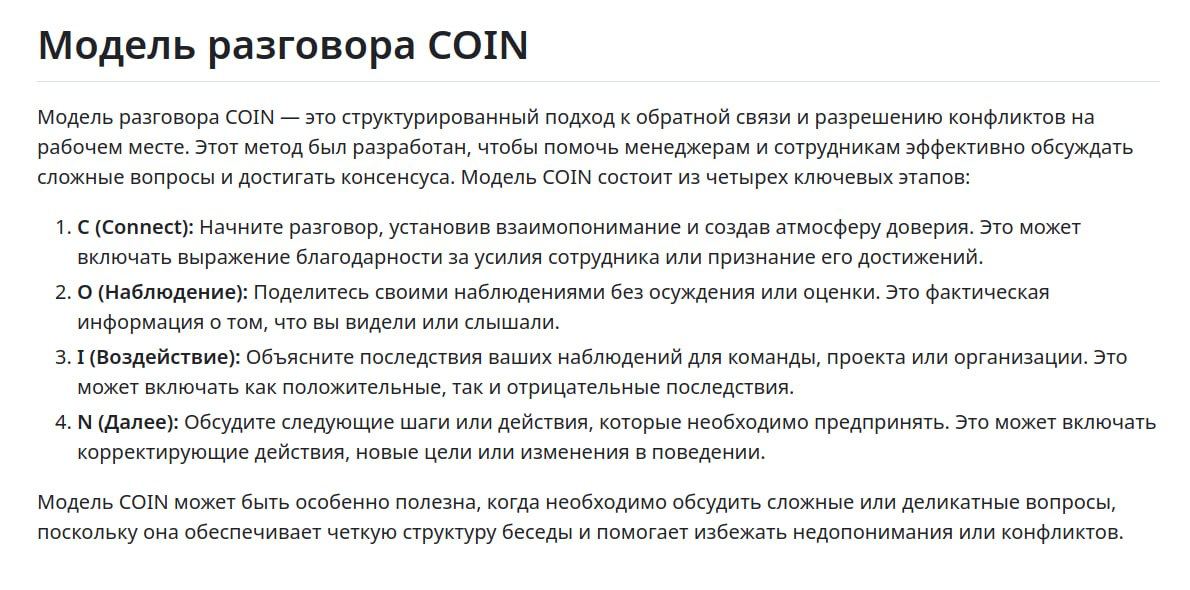 Модель разговора COIN
Модель разговора COIN — это структурированный подход к обратной связи и разрешению конфликтов на
рабочем месте. Этот метод был разработан, чтобы помочь менеджерам и сотрудникам эффективно обсуждать
сложные вопросы и достигать консенсуса. Модель COIN состоит из четырех ключевых этапов:
1. C (Connect): Начните разговор, установив взаимопонимание и создав атмосферу доверия. Это может
включать выражение благодарности за усилия сотрудника или признание его достижений.
2. O (Наблюдение): Поделитесь своими наблюдениями без осуждения или оценки. Это фактическая
информация о том, что вы видели или слышали.
3. I (Воздействие): Объясните последствия ваших наблюдений для команды, проекта или организации. Это
может включать как положительные, так и отрицательные последствия.
4. N (Далее): Обсудите следующие шаги или действия, которые необходимо предпринять. Это может включать
корректирующие действия, новые цели или изменения в поведении.
Модель COIN может быть особенно полезна, когда необходимо обсудить сложные или деликатные вопросы,
поскольку она обеспечивает четкую структуру беседы и помогает избежать недопонимания или конфликтов.